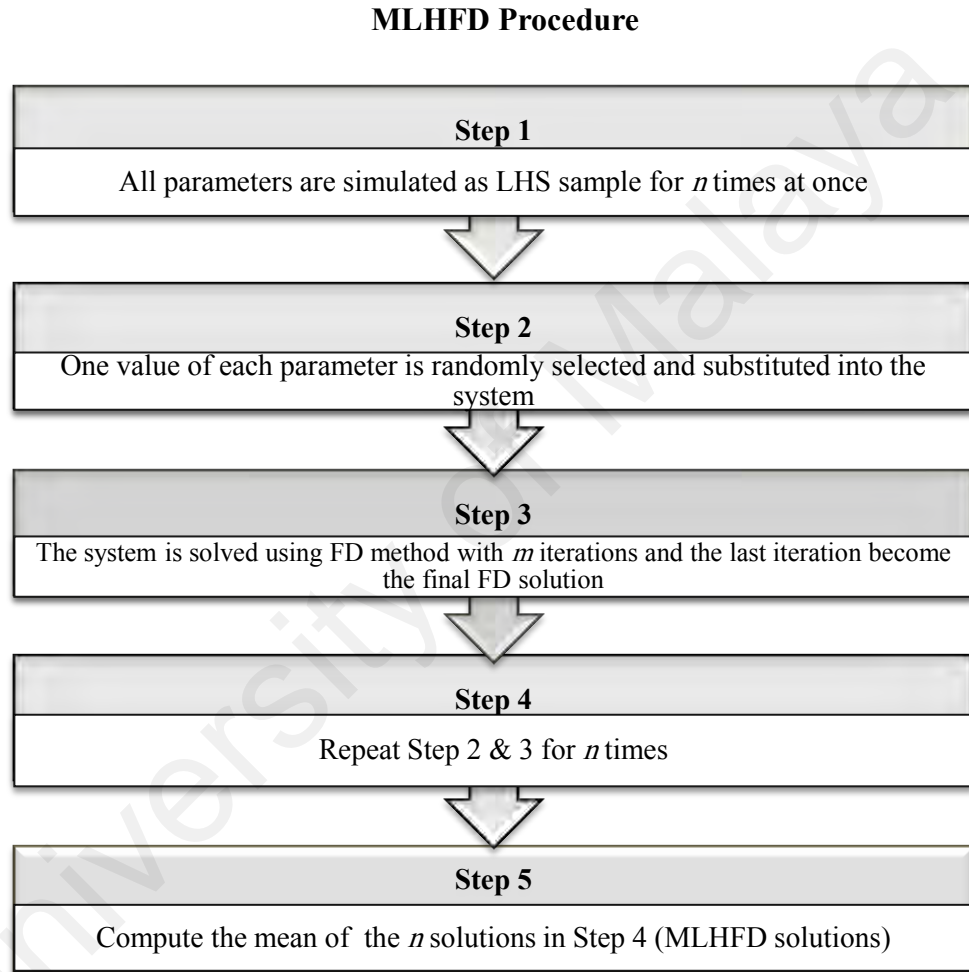 MLHFD Procedure
Step 1
All parameters are simulated as LHS sample for n times at once
Step 2
One value of each parameter is randomly selected and substituted into the
system
Step 3
The system is solved using FD method with m iterations and the last iteration become
the final FD solution
Step 4
Repeat Step 2 & 3 for n times
Step 5
Compute the mean of the n solutions in Step 4 (MLHFD solutions)
University of Malaya